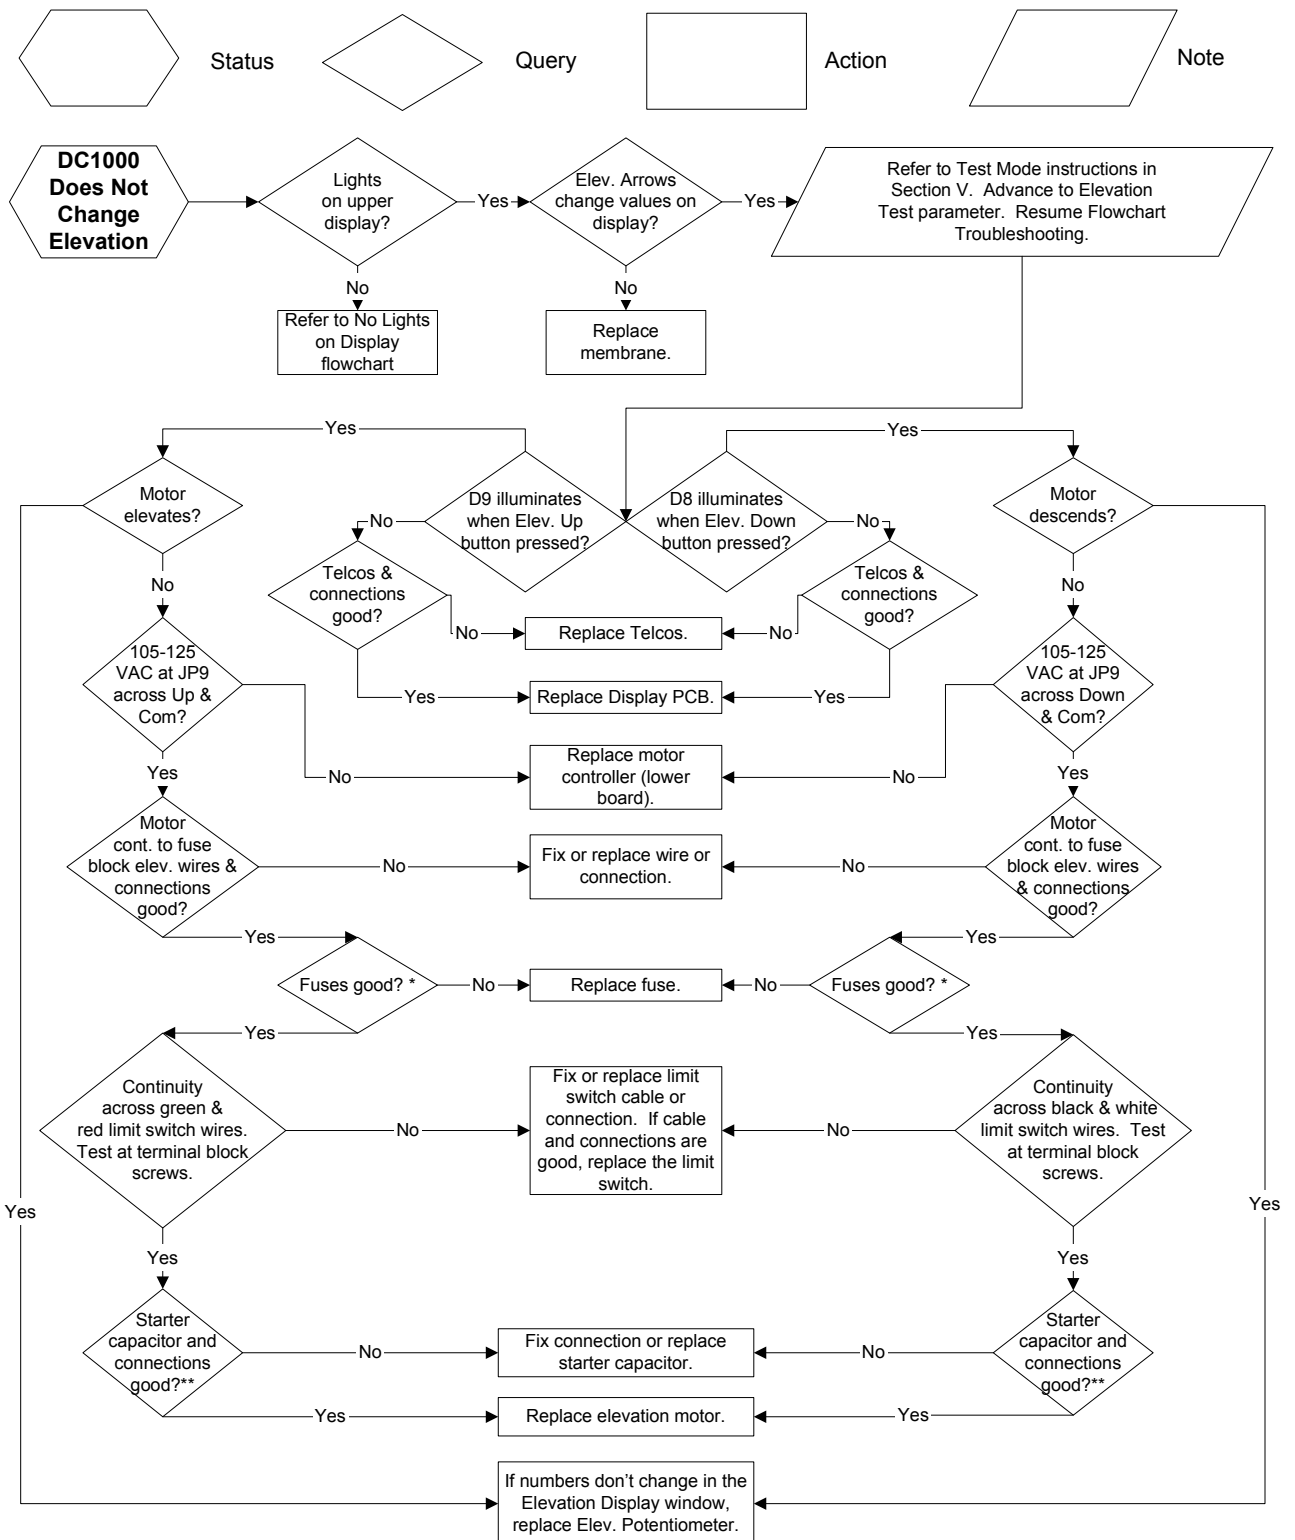 Status
Query
Action
Note
DC1000
Does Not
Change
Elevation
Lights
on upper
display?
Yes
Elev. Arrows
change values on
display?
Yes
Refer to Test Mode instructions in
Section V.  Advance to Elevation
Test parameter.  Resume Flowchart
Troubleshooting.
No
No
Refer to No Lights
on Display
flowchart
Replace
membrane.
Yes
Yes
Motor
elevates?
D9 illuminates
when Elev. Up
button pressed?
D8 illuminates
when Elev. Down
button pressed?
Motor
descends?
No
No
Telcos &
connections
good?
Telcos &
connections
good?
No
No
No
Replace Telcos.
No
105-125
VAC at JP9
across Up &
Com?
105-125
VAC at JP9
across Down
& Com?
Yes
Replace Display PCB.
Yes
No
Replace motor
controller (lower
board).
No
Yes
Yes
Motor
cont. to fuse
block elev. wires &
connections
good?
No
Fix or replace wire or
connection.
No
Motor
cont. to fuse
block elev. wires
& connections
good?
Yes
Yes
Fuses good? *
No
Replace fuse.
No
Fuses good? *
Yes
Yes
Continuity
across green &
red limit switch wires.
Test at terminal block
screws.
No
Fix or replace limit
switch cable or
connection.  If cable
and connections are
good, replace the limit
switch.
No
Continuity
across black & white
limit switch wires.  Test
at terminal block
screws.
Yes
Yes
Yes
Yes
Starter
capacitor and
connections
good?**
No
Fix connection or replace
starter capacitor.
No
Starter
capacitor and
connections
good?**
Yes
Replace elevation motor.
Yes
If numbers don't change in the
Elevation Display window,
replace Elev. Potentiometer.